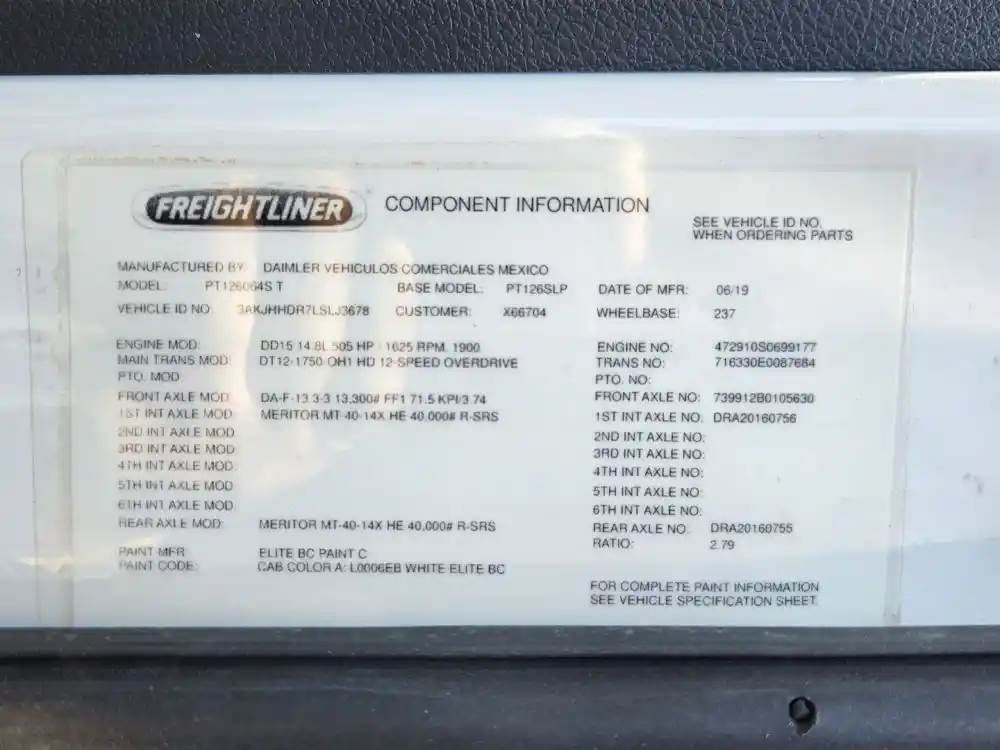 FREIGHTLINER COMPONENT INFORMATION
SEE VEHICLE ID NO.
WHEN ORDERING PARTS
MANUFACTURED BY: DAIMLER VEHICULOS COMERCIALES MEXICO
MODEL: PT126064S T BASE MODEL: PT126SLP DATE OF MFR: 06/19
VEHICLE ID NO: 3AKJHHDR7LSLJ3678 CUSTOMER: X66704 WHEELBASE: 237
ENGINE MOD: DD15 14.8L 505 HP 1625 RPM, 1900 ENGINE NO: 472910S0699177
MAIN TRANS MOD: DT12-1750-OH1 HD 12-SPEED OVERDRIVE TRANS NO: 716330E0087684
PTO. MOD: PTO. NO:
FRONT AXLE MOD: DA-F-13.3-3 13,300# FF1 71.5 KPI/3.74 FRONT AXLE NO: 739912B0105630
1ST INT AXLE MOD: MERITOR MT-40-14X HE 40,000# R-SRS 1ST INT AXLE NO. DRA20160756
2ND INT AXLE MOD: 2ND INT AXLE NO:
3RD INT AXLE MOD: 3RD INT AXLE NO:
4TH INT AXLE MOD: 4TH INT AXLE NO:
5TH INT AXLE MOD: 5TH INT AXLE NO:
6TH INT AXLE MOD: 6TH INT AXLE NO:
REAR AXLE MOD: MERITOR MT-40-14X HE 40,000# R-SRS REAR AXLE NO. DRA20160755
RATIO: 2.79
PAINT MFR: ELITE BC PAINT C
PAINT CODE: CAB COLOR A: L0006EB WHITE ELITE BC
FOR COMPLETE PAINT INFORMATION
SEE VEHICLE SPECIFICATION SHEET.